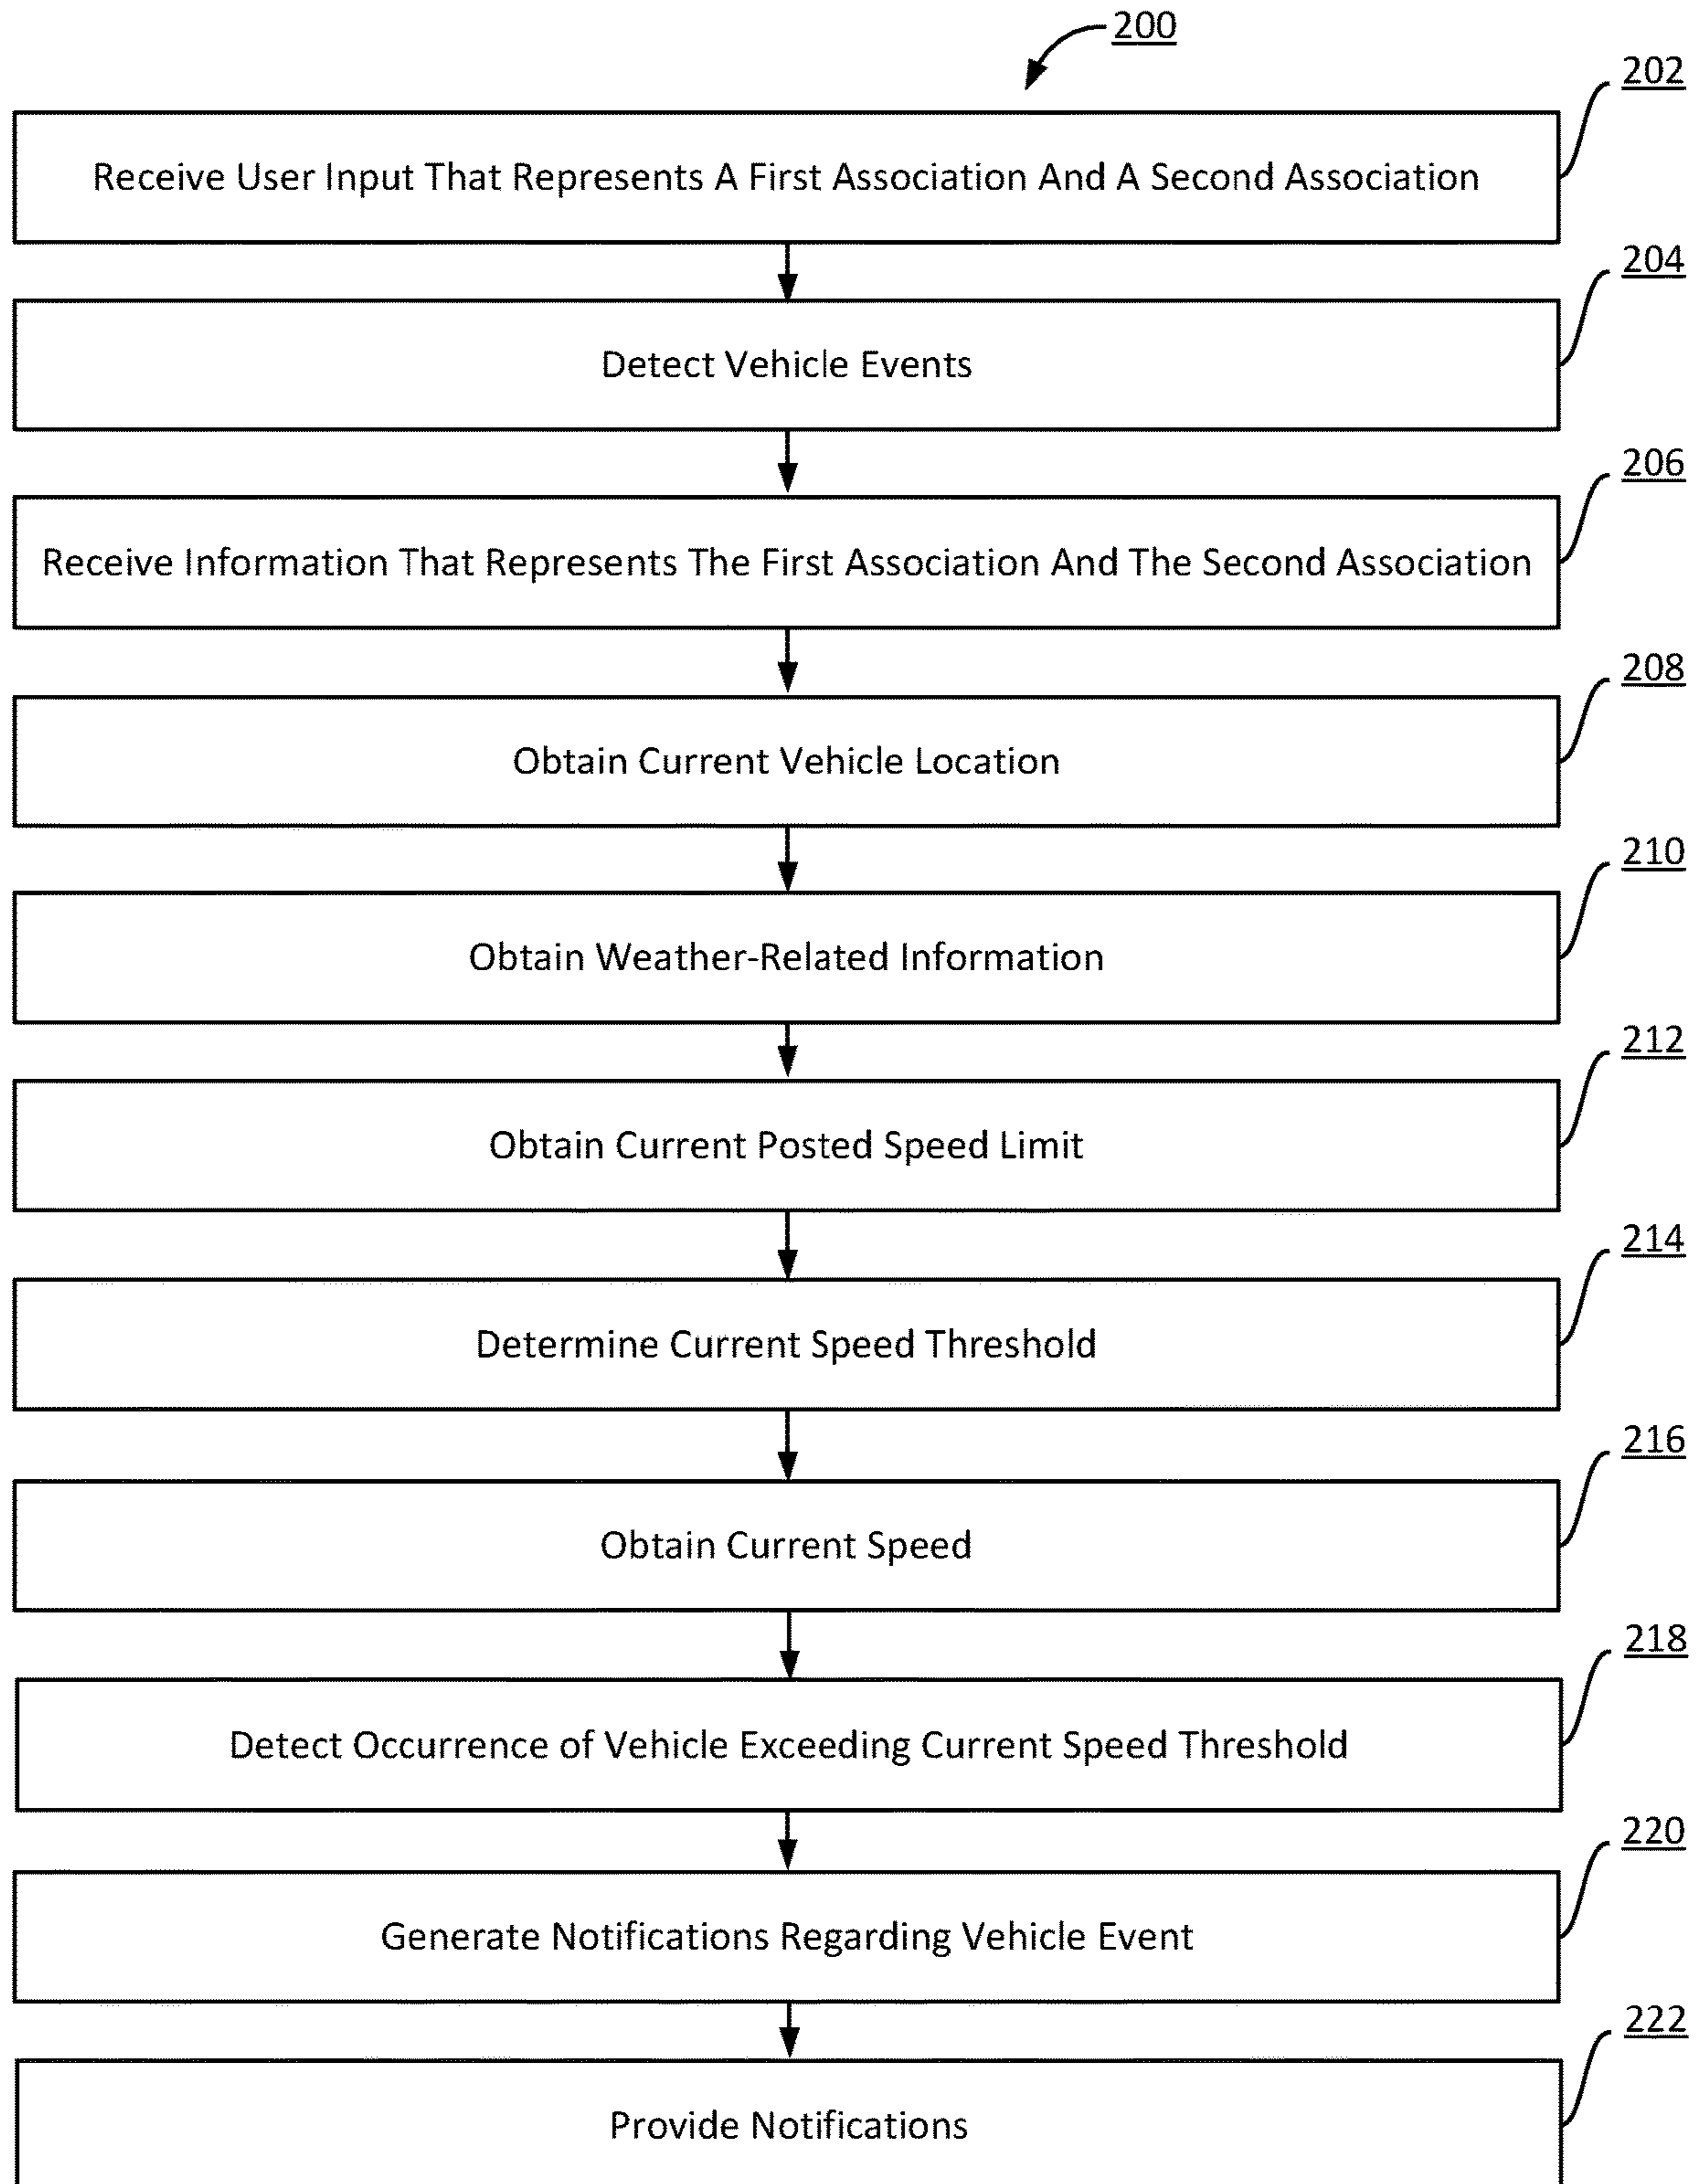 200
202
Receive User Input That Represents A First Association And A Second Association
204
Detect Vehicle Events
206
Receive Information That Represents The First Association And The Second Association
208
Obtain Current Vehicle Location
210
Obtain Weather-Related Information
212
Obtain Current Posted Speed Limit
214
Determine Current Speed Threshold
216
Obtain Current Speed
218
Detect Occurrence of Vehicle Exceeding Current Speed Threshold
220
Generate Notifications Regarding Vehicle Event
222
Provide Notifications